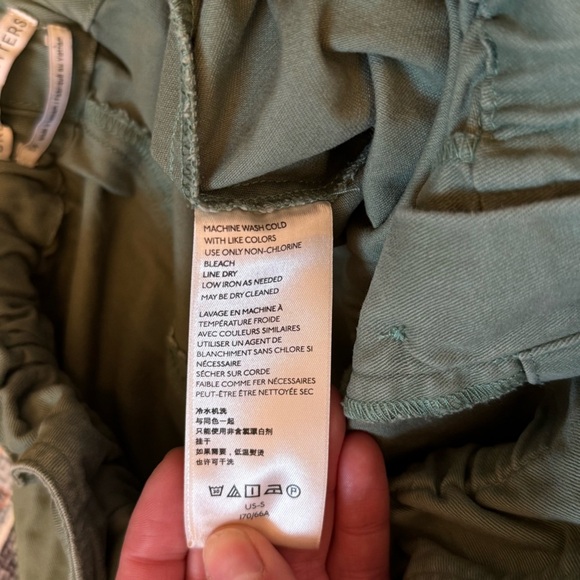 TERS
MACHINE WASH COLD
WITH LIKE COLORS
USE ONLY NON-CHLORINE
BLEACH
LINE DRY
LOW IRON AS NEEDED
MAY BE DRY CLEANED
LAVAGE EN MACHINE À
TEMPÉRATURE FROIDE
AVEC COULEURS SIMILAIRES
UTILISER UN AGENT DE
BLANCHIMENT SANS CHLORE SI
NÉCESSAIRE
SÉCHER SUR CORDE
FAIBLE COMME FER NÉCESSAIRES
PEUT-ÊTRE ÊTRE NETTOYÉE SEC
冷水机洗
与同色一起
只能使用非含氯漂白剂
挂干
如果需要，低温熨烫
也许可干洗
US-S
170/66A